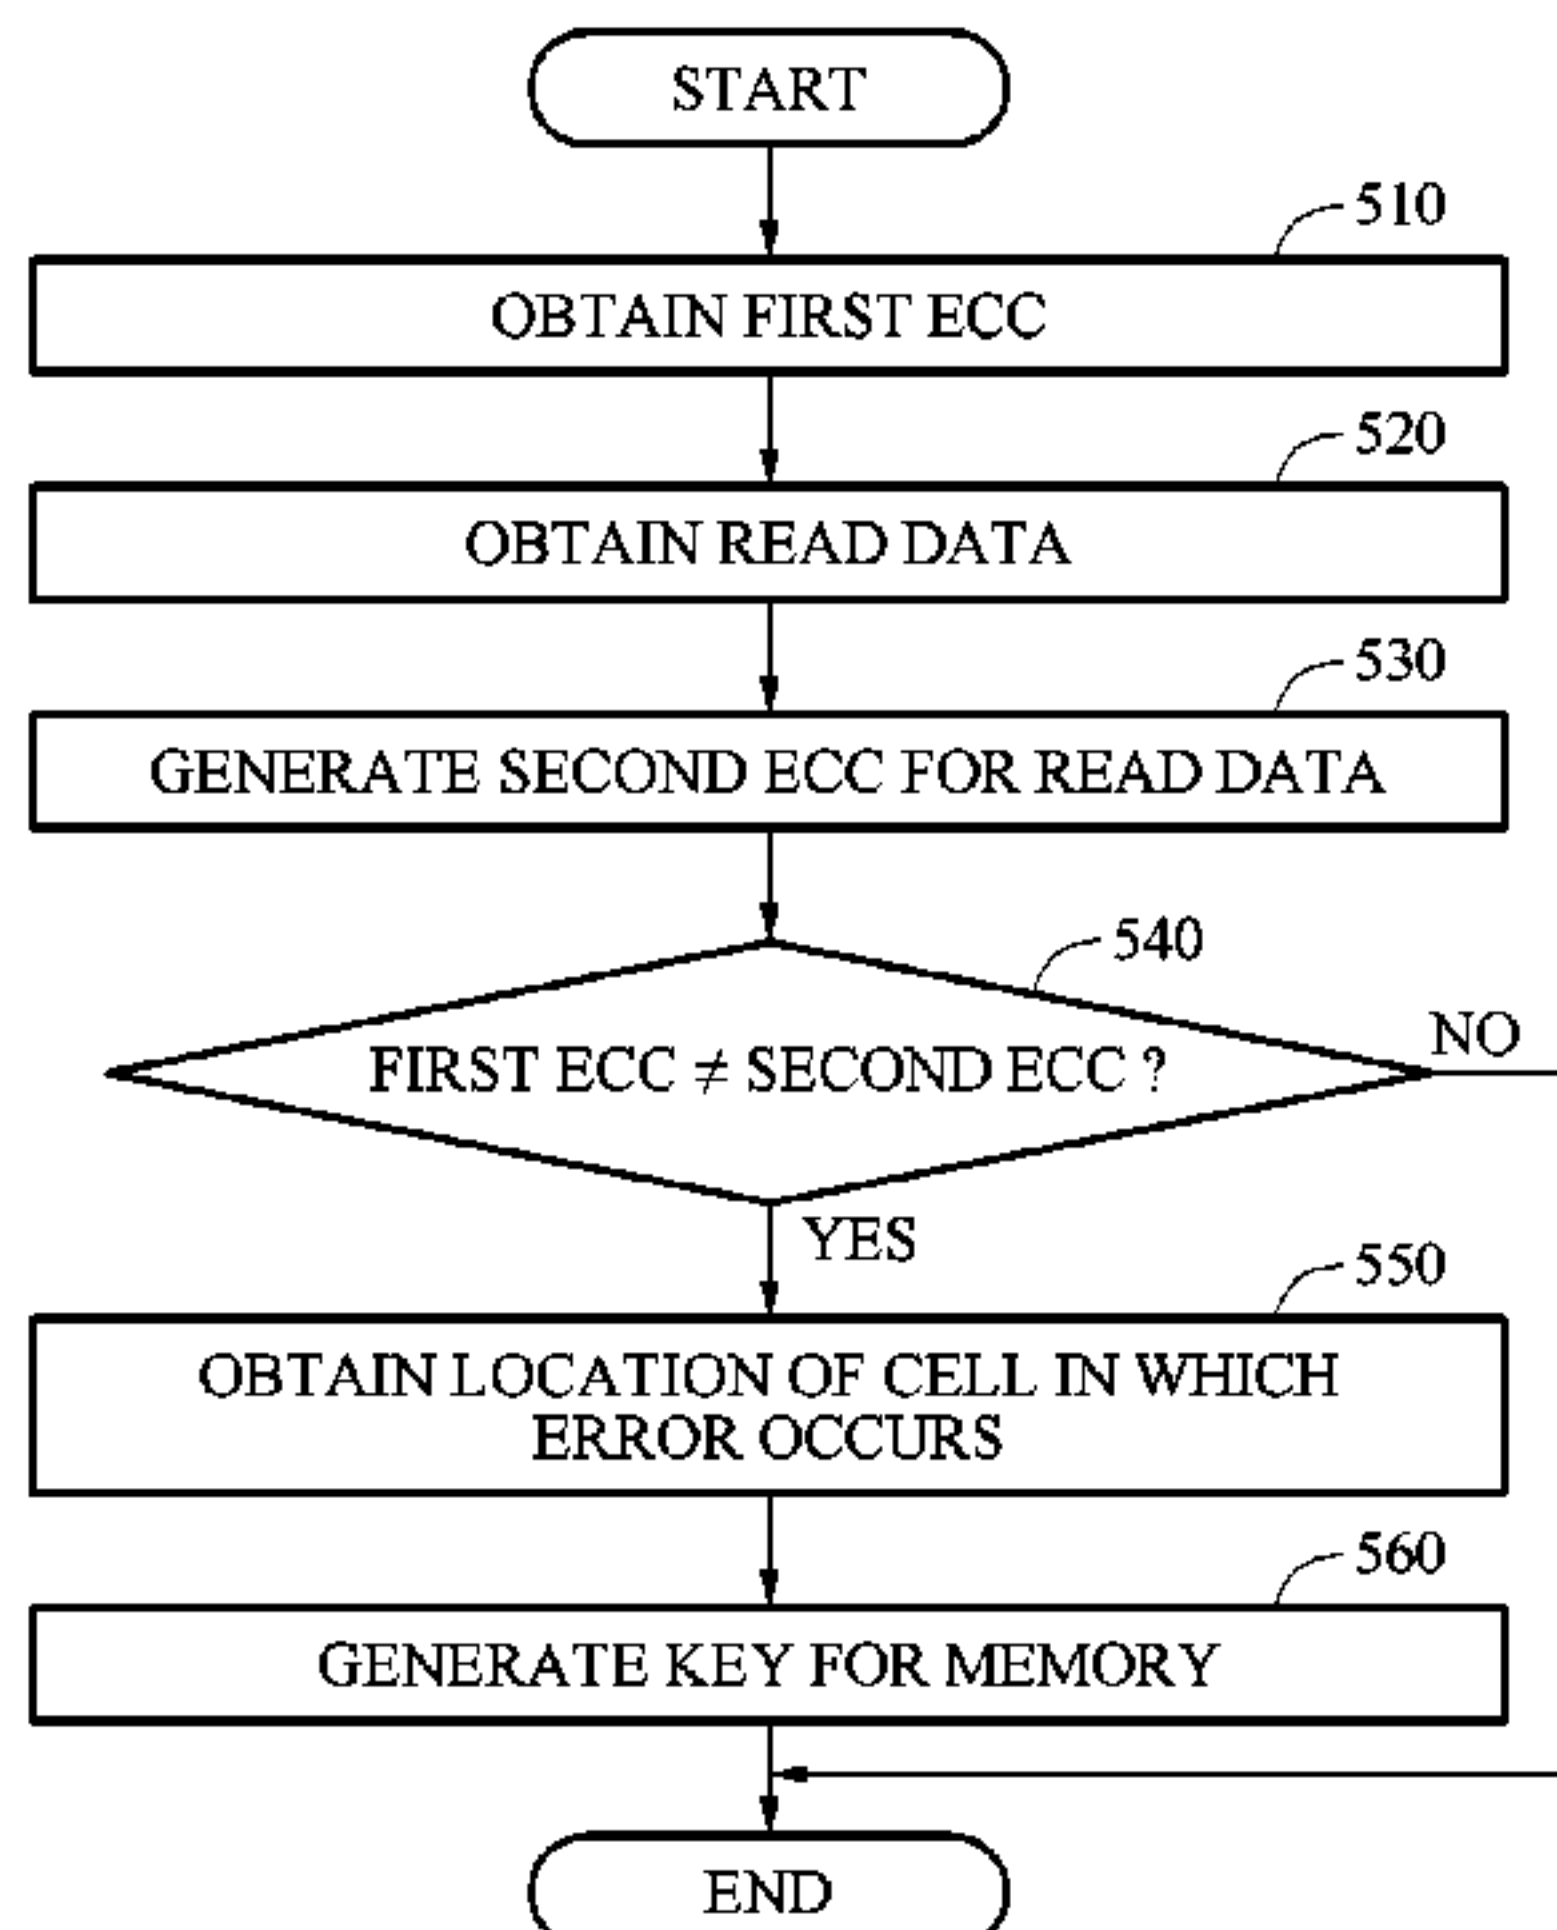 START
510
OBTAIN FIRST ECC
520
OBTAIN READ DATA
530
GENERATE SECOND ECC FOR READ DATA
540
NO
FIRST ECC ≠ SECOND ECC ?
YES
550
OBTAIN LOCATION OF CELL IN WHICH
ERROR OCCURS
560
GENERATE KEY FOR MEMORY
END